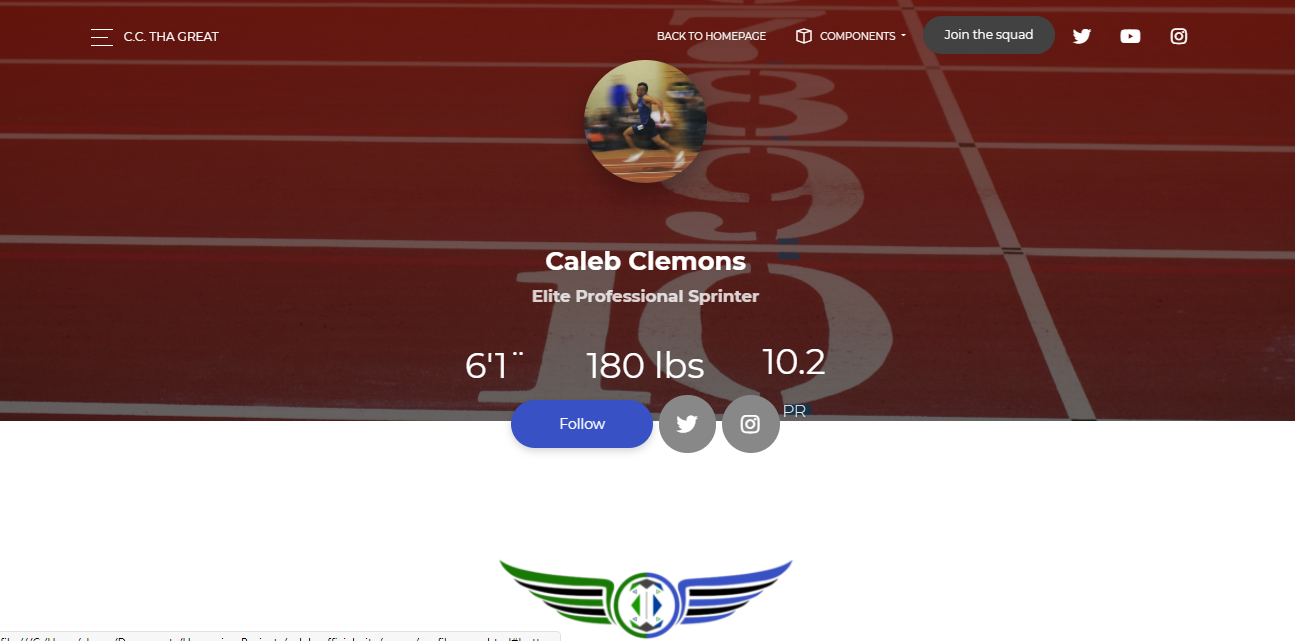 C.C. THA GREAT
BACK TO HOMEPAGE
COMPONENTS
Join the squad
Caleb Clemons
Elite Professional Sprinter
6'1¨
180 lbs
10.2
PR
Follow
10